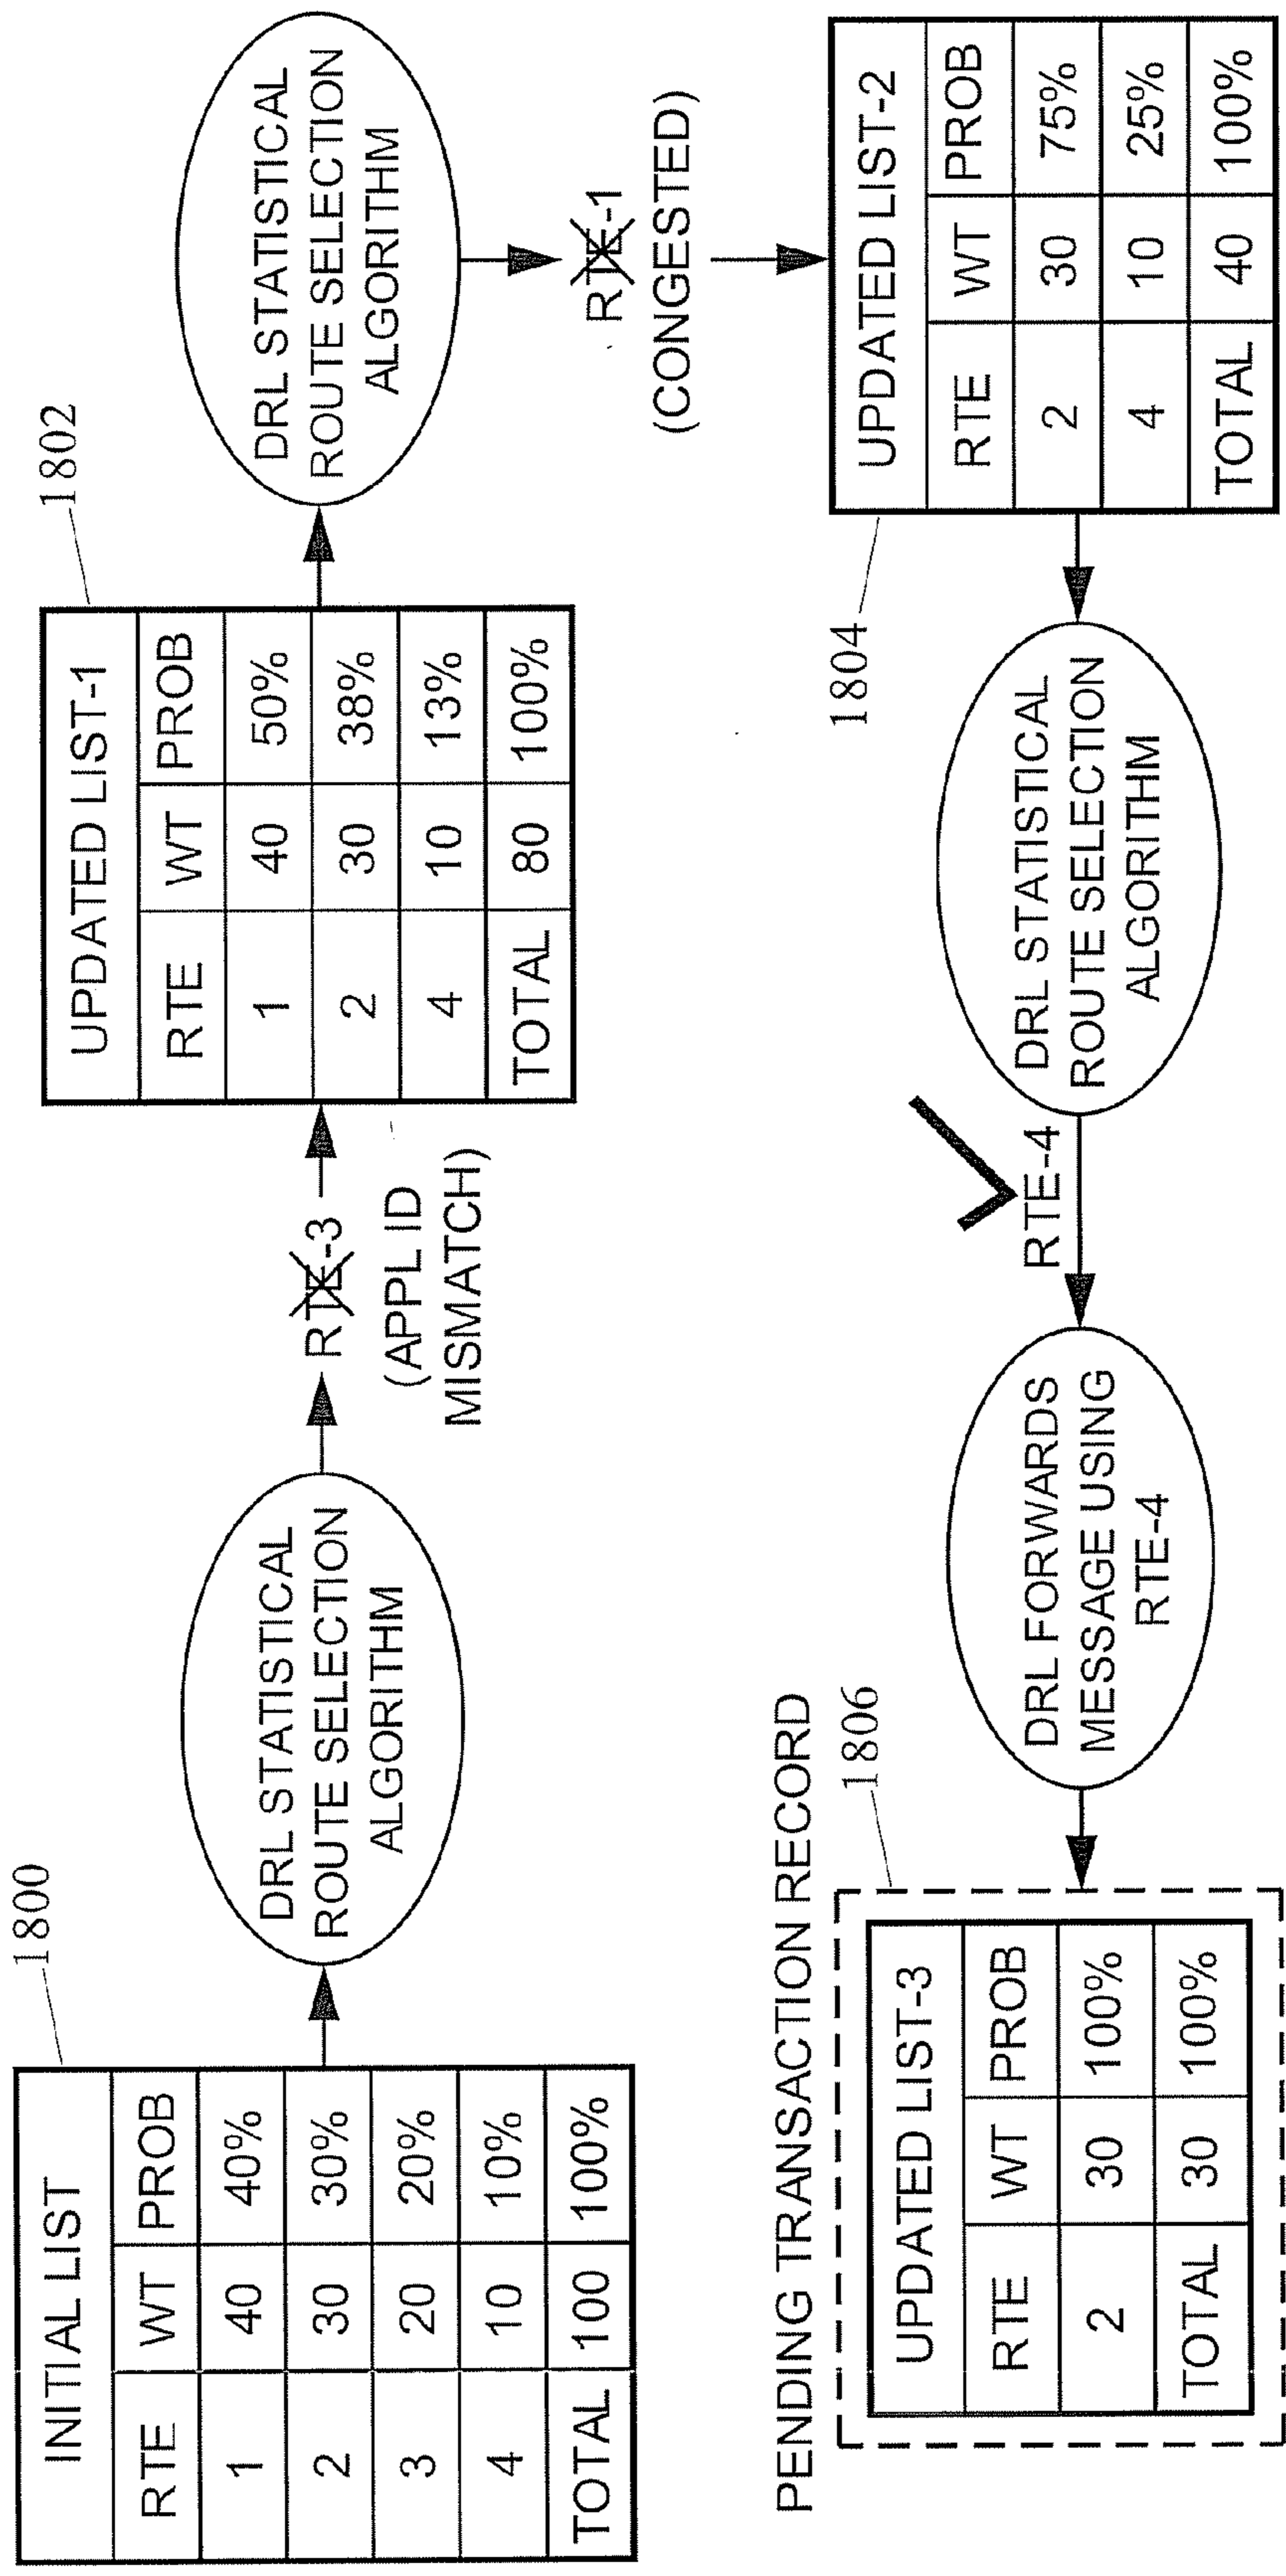 1800
INITIAL LIST
RTE WT PROB
1 40 40%
2 30 30%
3 20 20%
4 10 10%
TOTAL 100 100%
DRL STATISTICAL
ROUTE SELECTION
ALGORITHM
RTE-3
(APPL ID
MISMATCH)
1802
UPDATED LIST-1
RTE WT PROB
1 40 50%
2 30 38%
4 10 13%
TOTAL 80 100%
DRL STATISTICAL
ROUTE SELECTION
ALGORITHM
RTE-1
(CONGESTED)
UPDATED LIST-2
RTE WT PROB
2 30 75%
4 10 25%
TOTAL 40 100%
1804
DRL STATISTICAL
ROUTE SELECTION
ALGORITHM
RTE-4
DRL FORWARDS
MESSAGE USING
RTE-4
PENDING TRANSACTION RECORD
1806
UPDATED LIST-3
RTE WT PROB
2 30 100%
TOTAL 30 100%